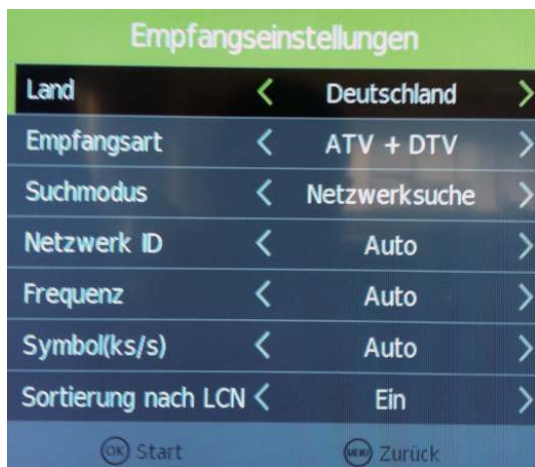 Empfangseinstellungen
Land < Deutschland >
Empfangsart < ATV + DTV >
Suchmodus < Netzwerksuche >
Netzwerk ID < Auto >
Frequenz < Auto >
Symbol(ks/s) < Auto >
Sortierung nach LCN < Ein >
OK Start MENU Zurück